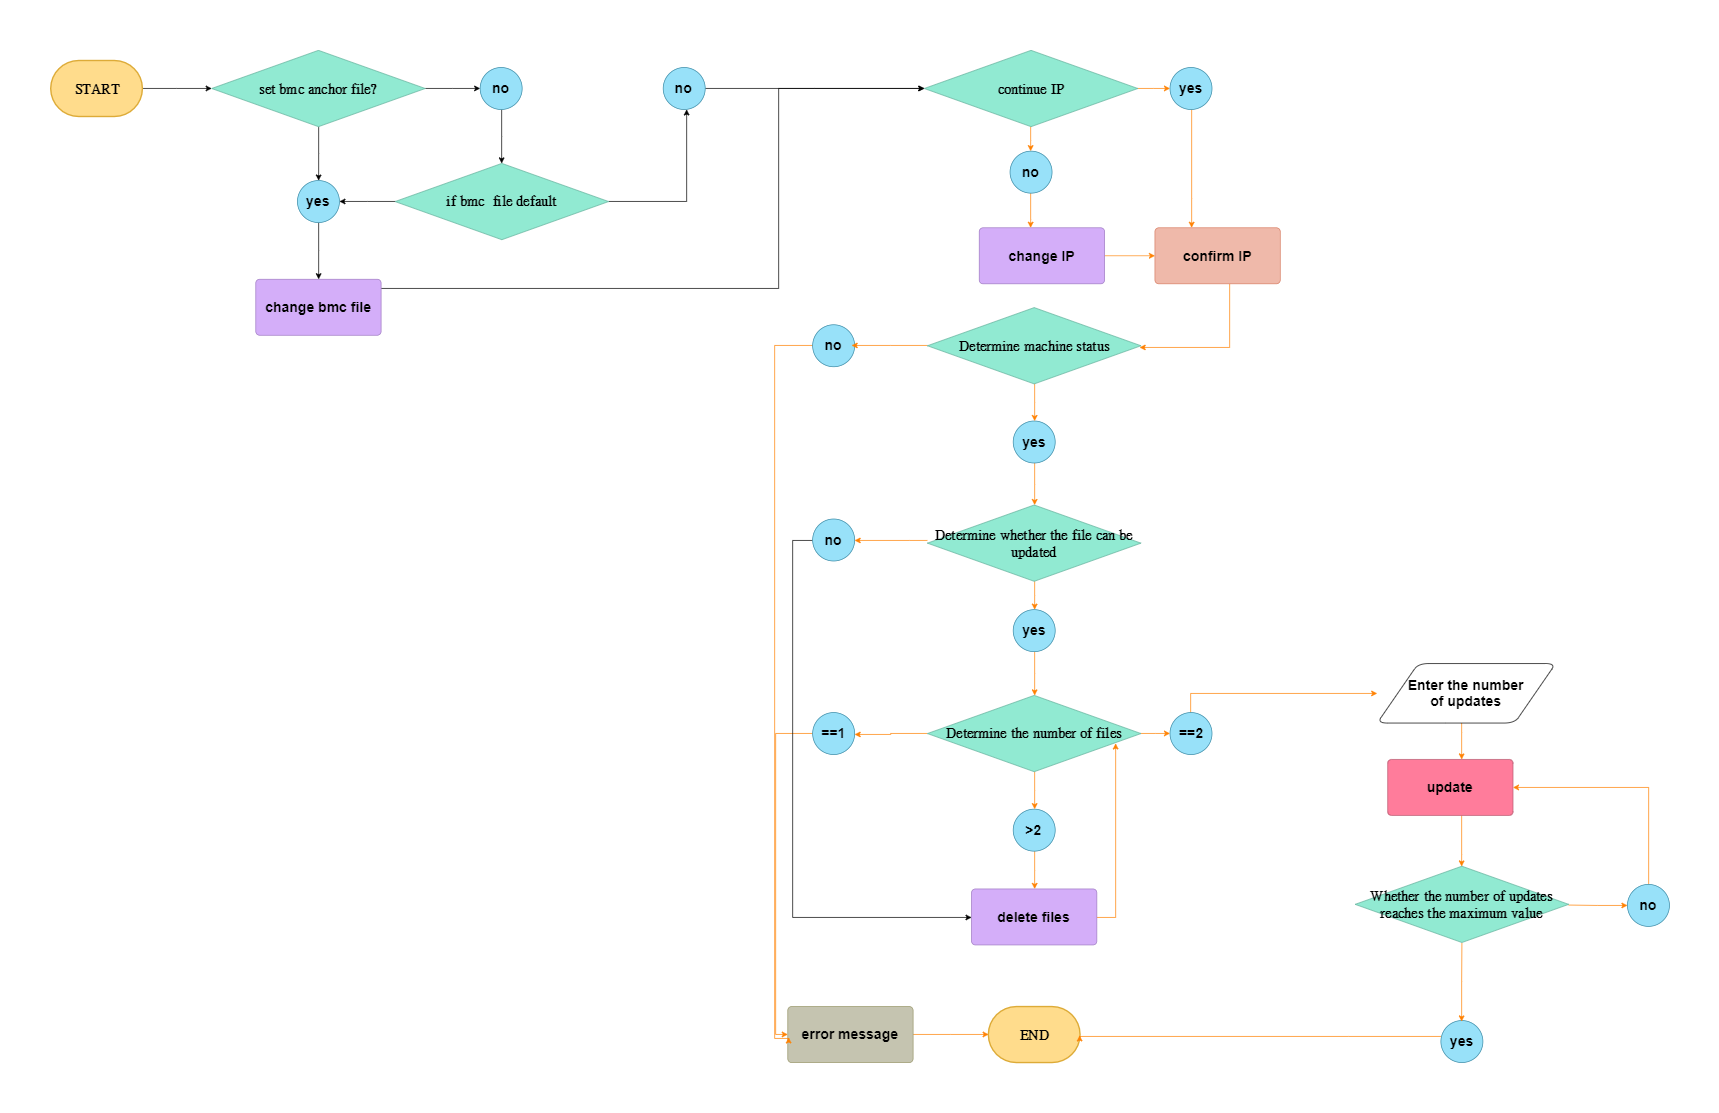 START
set bmc anchor file?
no
no
continue IP
yes
no
yes
if bmc  file default
change IP
confirm IP
change bmc file
no
Determine machine status
yes
no
Determine whether the file can be
updated
yes
Enter the number
of updates
==1
Determine the number of files
==2
update
>2
Whether the number of updates
reaches the maximum value
no
delete files
error message
END
yes